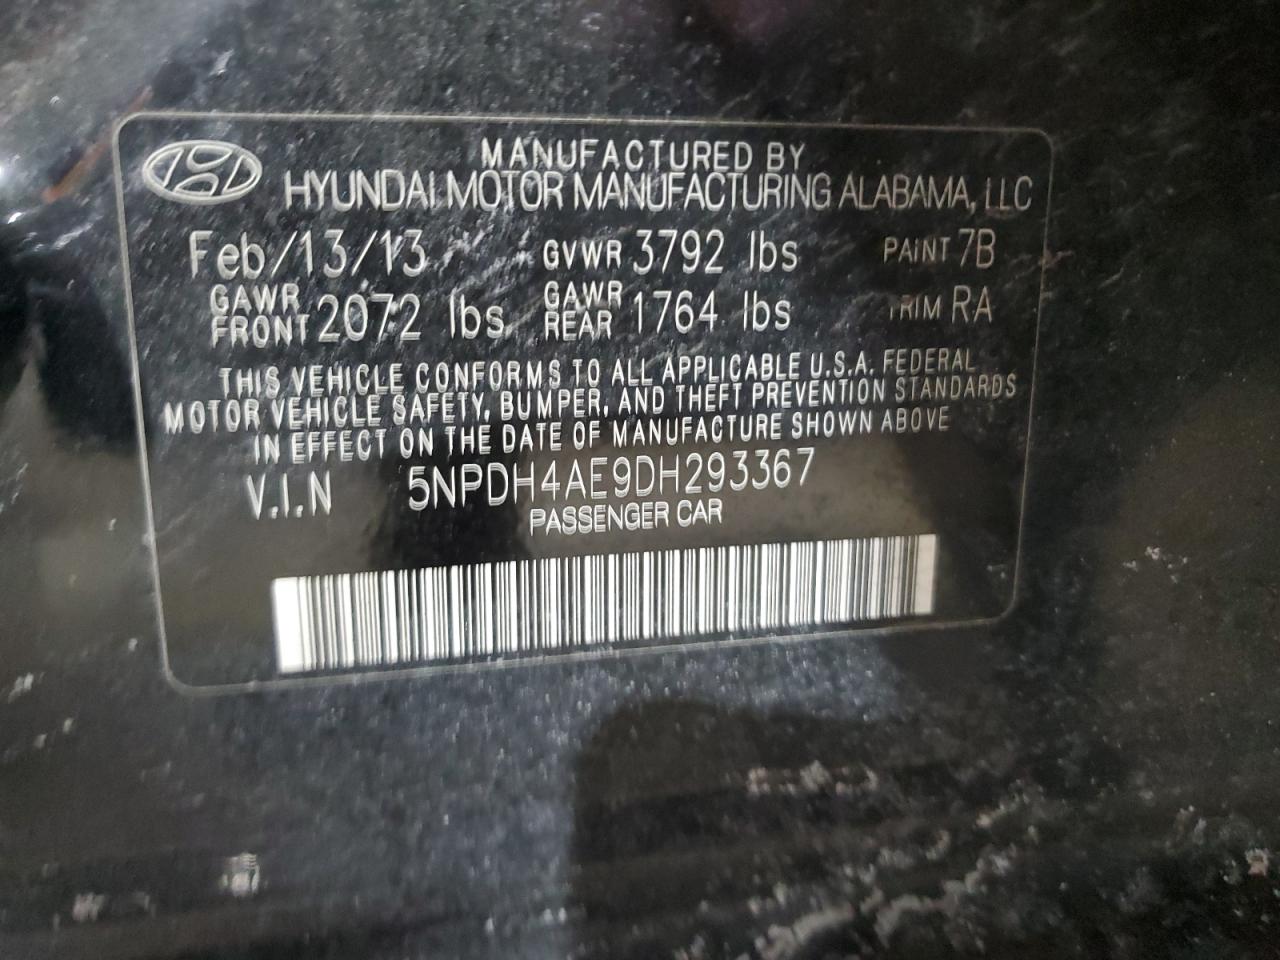 MANUFACTURED BY
HYUNDAI MOTOR MANUFACTURING ALABAMA, LLC
Feb/13/13 GVWR 3792 lbs PAINT 7B
GAWR FRONT 2072 lbs. GAWR REAR 1764 lbs TRIM RA
THIS VEHICLE CONFORMS TO ALL APPLICABLE U.S.A. FEDERAL
MOTOR VEHICLE SAFETY, BUMPER, AND THEFT PREVENTION STANDARDS
IN EFFECT ON THE DATE OF MANUFACTURE SHOWN ABOVE
V.I.N 5NPDH4AE9DH293367
PASSENGER CAR